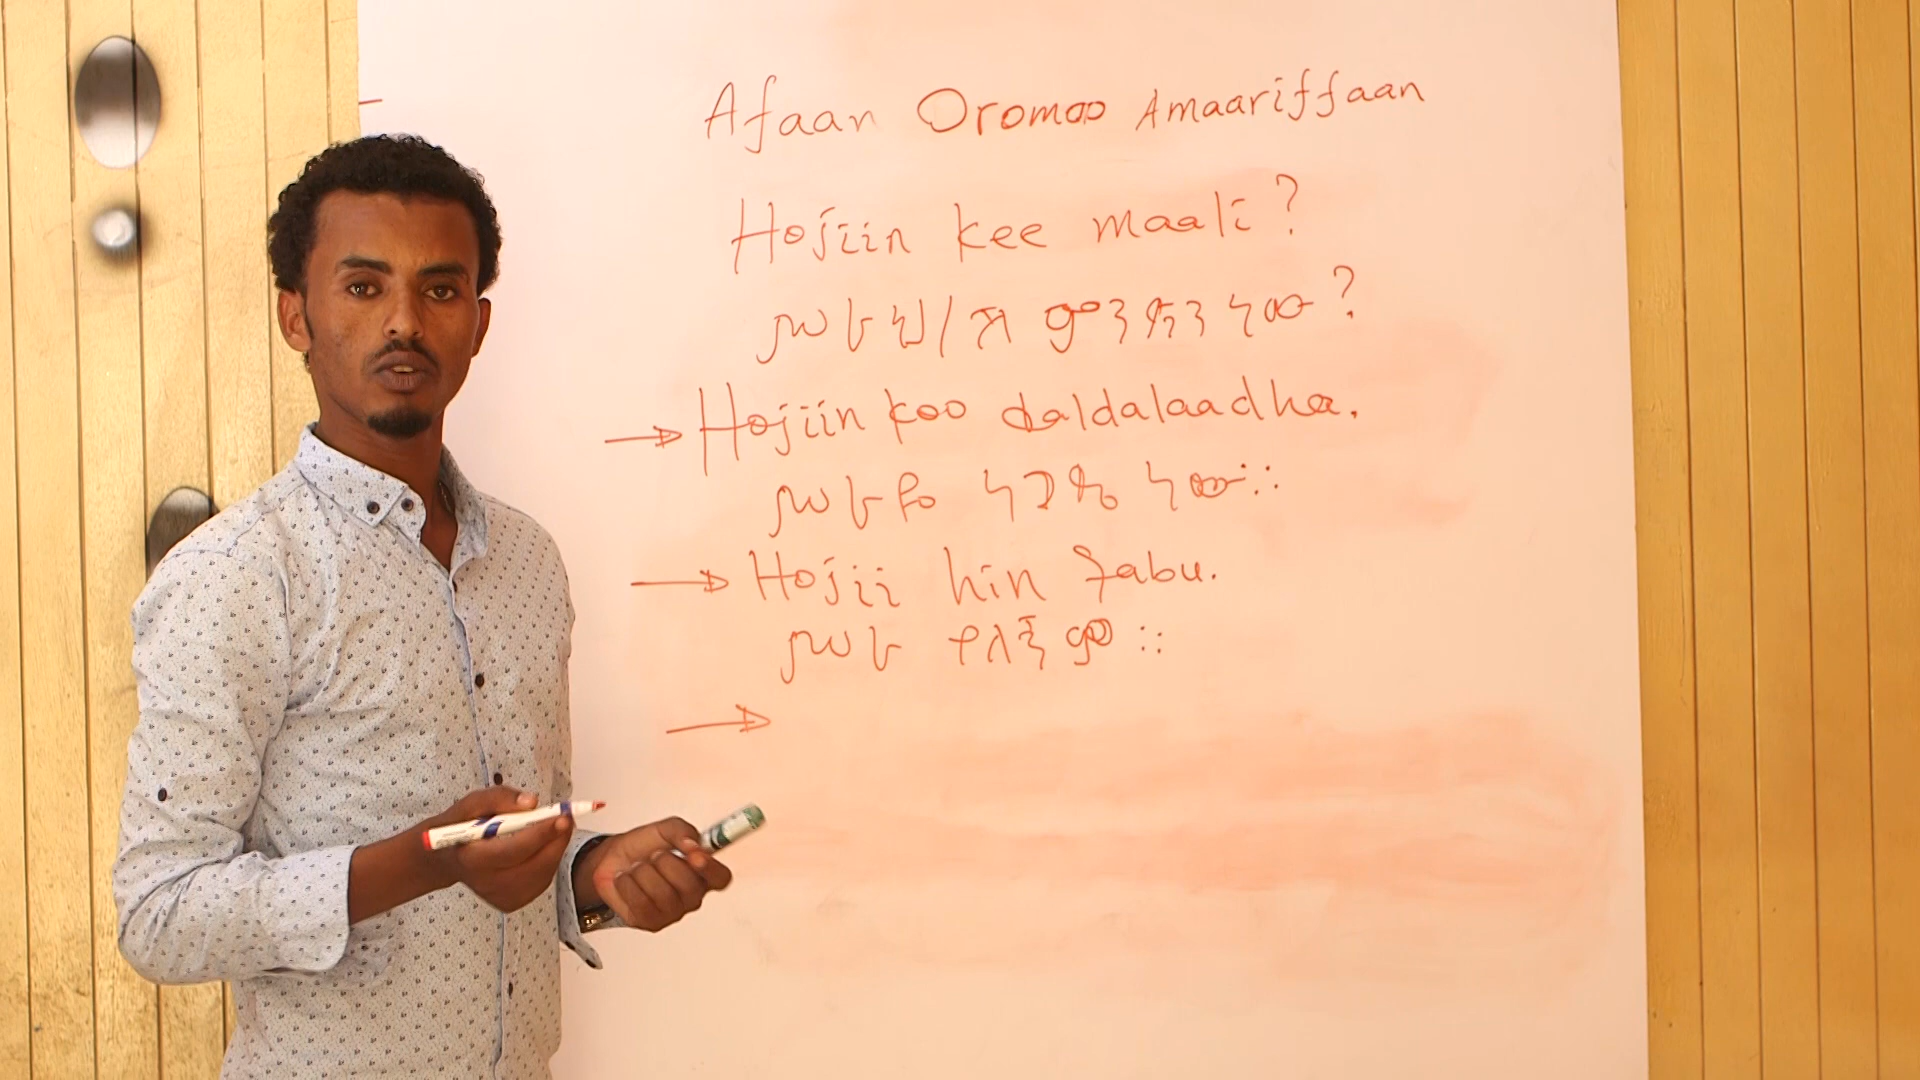 Afaan Oromoo Amaariffaan
Hojiin kee maali?
ሥራህ/ሽ ምንድን ነው?
→ Hojiin koo daldalaadha.
ሥራዬ ነጋዴ ነው።
→ Hojii hin qabu.
ሥራ የለኝም።
→